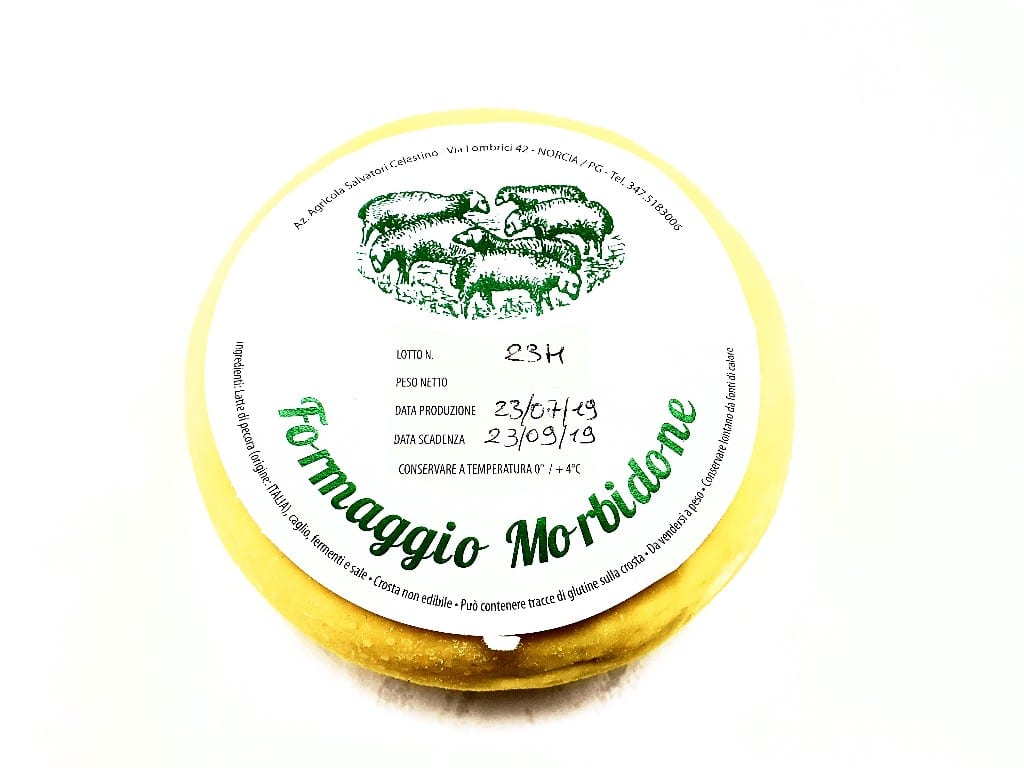 Az. Agricola Salvatori Celestino Via Lombrici 42 - NORCIA / PG - Tel. 347.5183006
LOTTO N. 23H
PESO NETTO
DATA PRODUZIONE 23/07/19
DATA SCADENZA 23/09/19
CONSERVARE A TEMPERATURA 0° / + 4°C
Formaggio Morbidone
Ingredienti: Latte di pecora (origine: ITALIA), caglio, fermenti e sale • Crosta non edibile • Può contenere tracce di glutine sulla crosta • Da vendersi a peso • Conservare lontano da fonti di calore